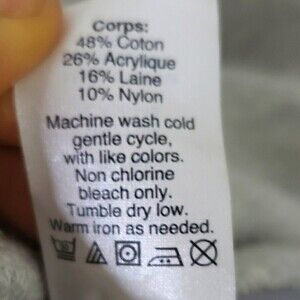 Corps:
48% Coton
26% Acrylique
16% Laine
10% Nylon
Machine wash cold
gentle cycle,
with like colors.
Non chlorine
bleach only.
Tumble dry low.
Warm iron as needed.